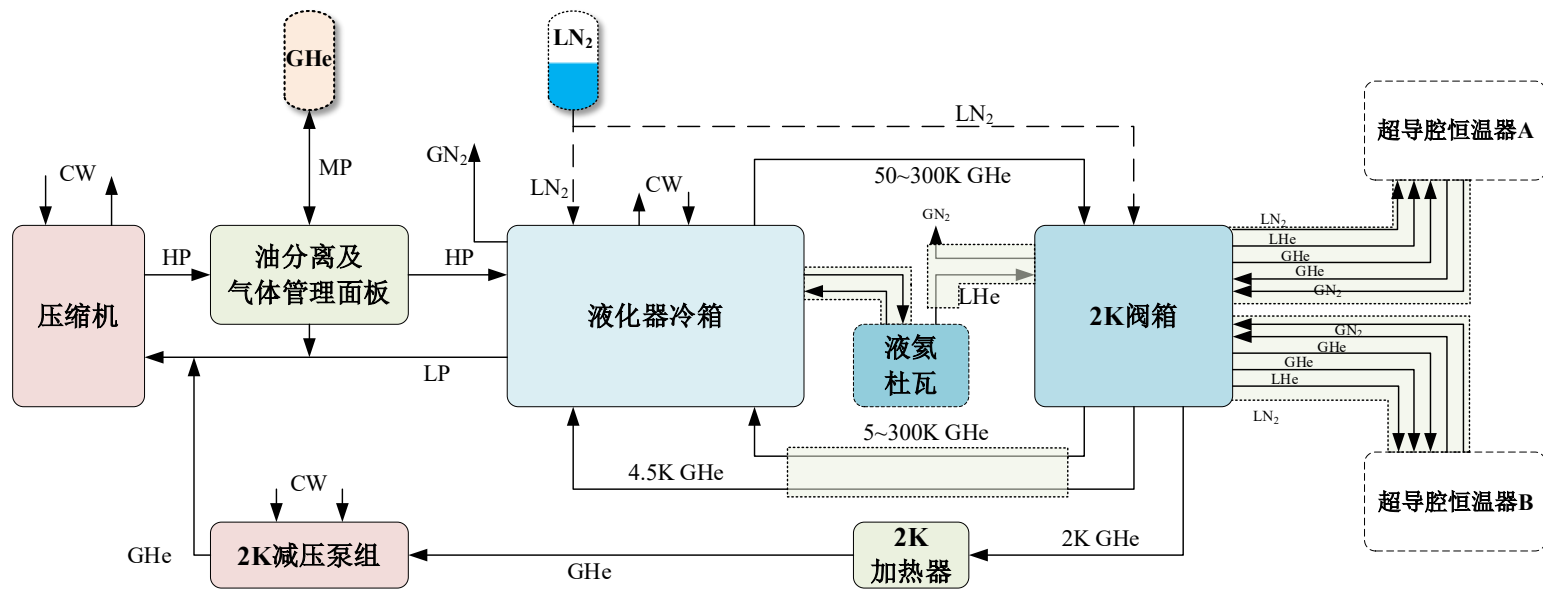 GHe
LN₂
LN₂
超导腔恒温器A
MP
GN₂
CW
LN₂
CW
50~300K GHe
GN₂
LN₂
LHe
GHe
GHe
GN₂
HP
油分离及
气体管理面板
HP
压缩机
液化器冷箱
LHe
2K阀箱
液氦
杜瓦
LP
GN₂
GHe
GHe
LHe
LN₂
5~300K GHe
4.5K GHe
超导腔恒温器B
CW
2K减压泵组
GHe
GHe
2K
加热器
2K GHe